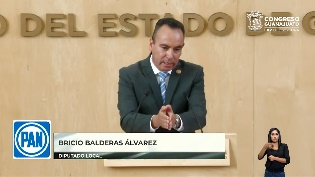 DEL ESTADO DE G
CONGRESO
GUANAJUATO
PAN
BRICIO BALDERAS ÁLVAREZ
DIPUTADO LOCAL